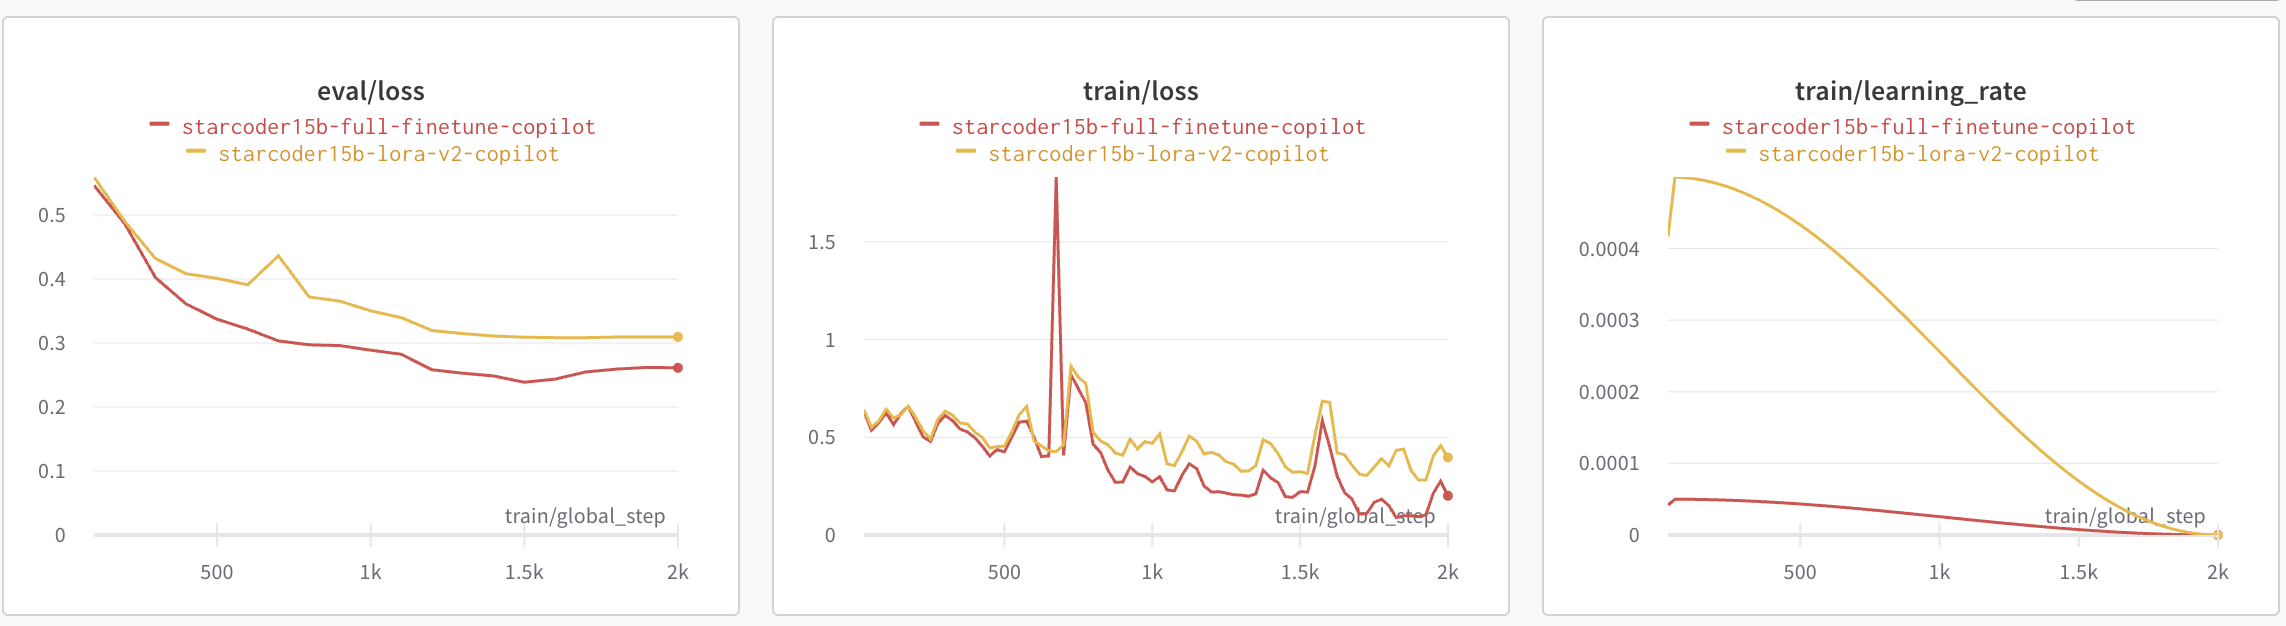 eval/loss
starcoder15b-full-finetune-copilot
starcoder15b-lora-v2-copilot
0.5
0.4
0.3
0.2
0.1
0
train/global_step
500 1k 1.5k 2k
train/loss
starcoder15b-full-finetune-copilot
starcoder15b-lora-v2-copilot
1.5
1
0.5
0
train/global_step
500 1k 1.5k 2k
train/learning_rate
starcoder15b-full-finetune-copilot
starcoder15b-lora-v2-copilot
0.0004
0.0003
0.0002
0.0001
0
train/global_step
500 1k 1.5k 2k